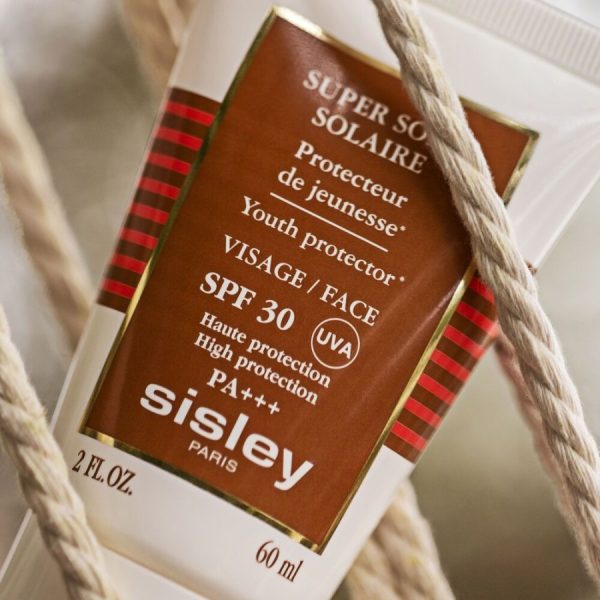 SUPER SO
SOLAIRE
Protecteur
de jeunesse*
Youth protector*
VISAGE / FACE
SPF 30
UVA
Haute protection
High protection
PA+++
sisley
PARIS
2 FL.OZ.
60 ml